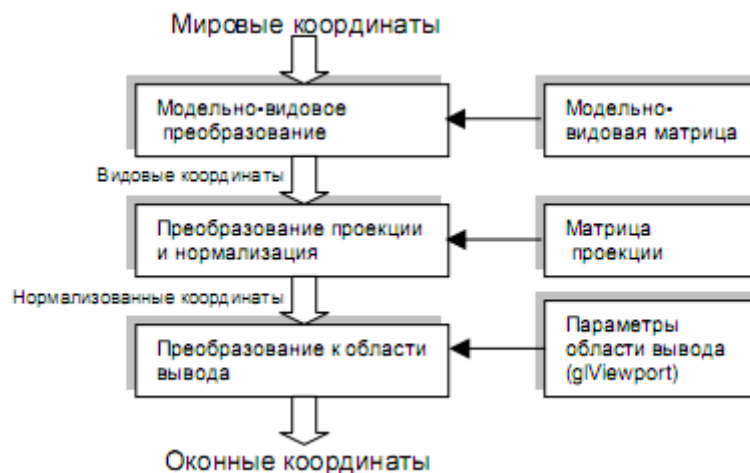 Мировые координаты
Модельно-видовое
преобразование
Модельно-
видовая матрица
Видовые координаты
Преобразование проекции
и нормализация
Матрица
проекции
Нормализованные координаты
Преобразование к области
вывода
Параметры
области вывода
(glViewport)
Оконные координаты